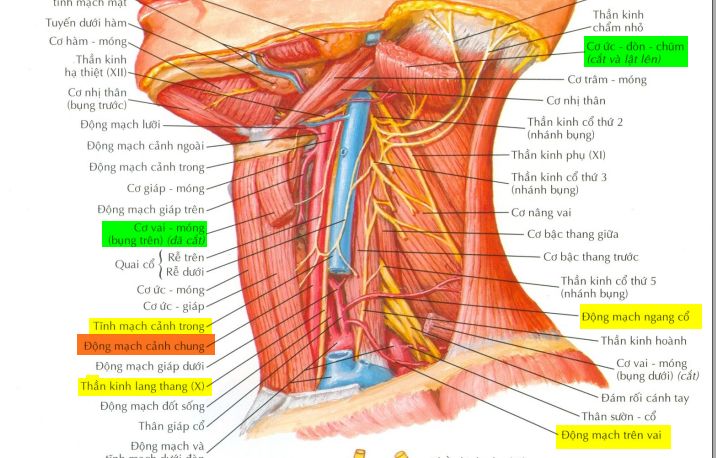 tĩnh mạch mặt
Tuyến dưới hàm
Cơ hàm - móng
Thần kinh
hạ thiệt (XII)
Cơ nhị thân
(bụng trước)
Động mạch lưỡi
Động mạch cảnh ngoài
Động mạch cảnh trong
Cơ giáp - móng
Động mạch giáp trên
Cơ vai - móng
(bụng trên) (đã cắt)
Quai cổ { Rễ trên
Rễ dưới
Cơ ức - móng
Cơ ức - giáp
Tĩnh mạch cảnh trong
Động mạch cảnh chung
Động mạch giáp dưới
Thần kinh lang thang (X)
Động mạch đốt sống
Thân giáp cổ
Động mạch và
tĩnh mạch dưới đòn
Thần kinh
chẩm nhỏ
Cơ ức - đòn - chũm
(cắt và lật lên)
Cơ trâm - móng
Cơ nhị thân
Thần kinh cổ thứ 2
(nhánh bụng)
Thần kinh phụ (XI)
Thần kinh cổ thứ 3
(nhánh bụng)
Cơ nâng vai
Cơ bậc thang giữa
Cơ bậc thang trước
Thần kinh cổ thứ 5
(nhánh bụng)
Động mạch ngang cổ
Thần kinh hoành
Cơ vai - móng
(bụng dưới) (cắt)
Đám rối cánh tay
Thân sườn - cổ
Động mạch trên vai